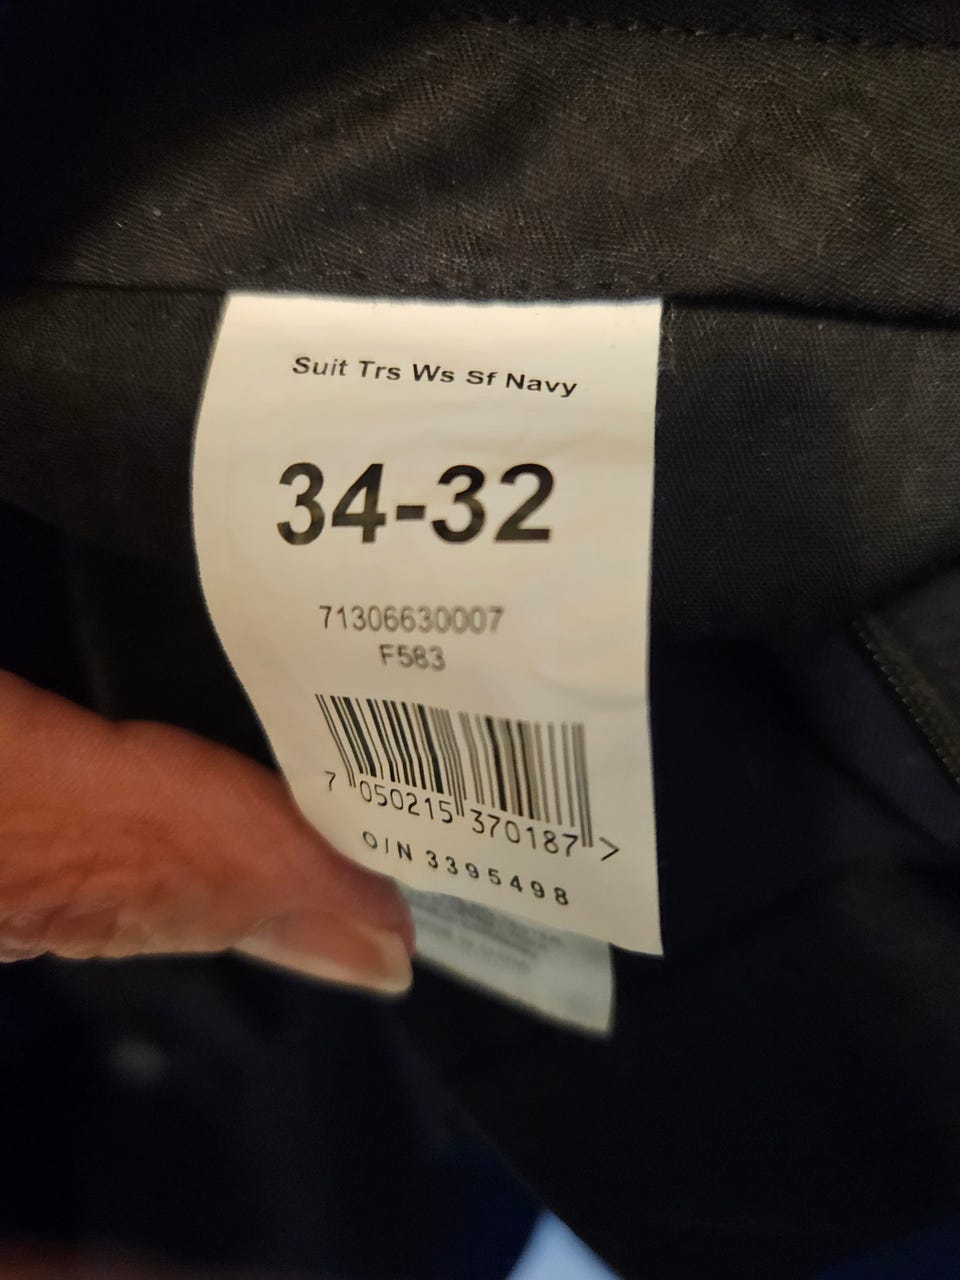 Suit Trs Ws Sf Navy
34-32
71306630007
F583
7 050215 370187 >
O/N 3395498